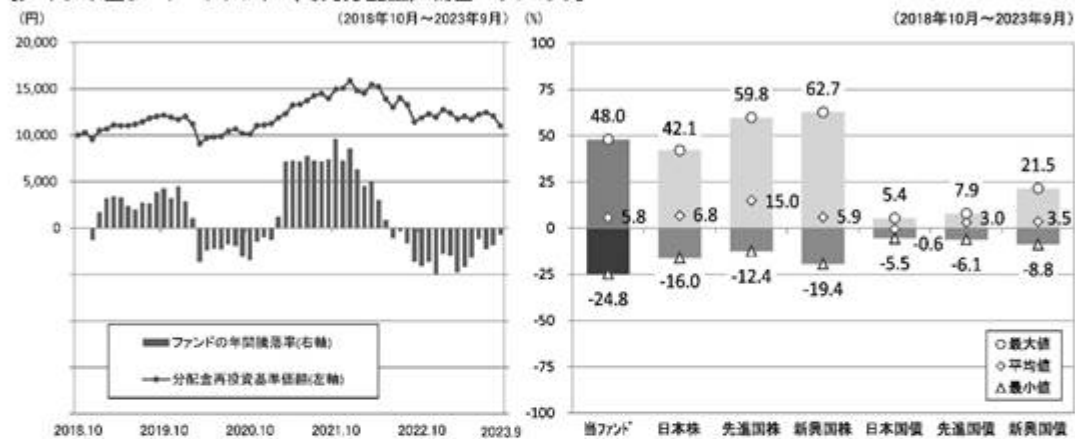 (円)
(2018年10月～2023年9月)
20,000
15,000
10,000
5,000
0
ファンドの年間騰落率(右軸)
分配金再投資基準価額(左軸)
2018.10 2019.10 2020.10 2021.10 2022.10 2023.9
(%)
(2018年10月～2023年9月)
100
75
50
25
0
-25
-50
-75
-100
48.0 42.1 59.8 62.7 5.4 7.9 21.5
5.8 6.8 15.0 5.9 -0.6 3.0 3.5
-24.8 -16.0 -12.4 -19.4 -5.5 -6.1 -8.8
○最大値
◇平均値
△最小値
当ファンド 日本株 先進国株 新興国株 日本国債 先進国債 新興国債